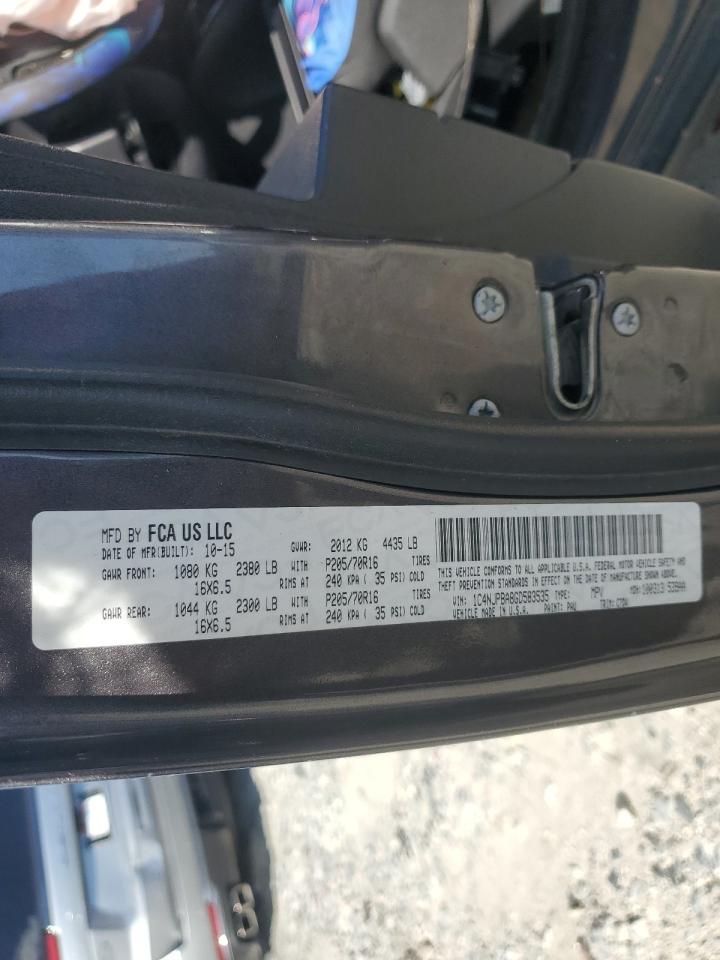 MFD BY FCA US LLC
DATE OF MFR(BUILT): 10-15 GVWR: 2012 KG 4435 LB
GAWR FRONT: 1080 KG 2380 LB WITH P205/70R16 TIRES
16X6.5 RIMS AT 240 KPA ( 35 PSI) COLD
GAWR REAR: 1044 KG 2300 LB WITH P205/70R16 TIRES
16X6.5 RIMS AT 240 KPA ( 35 PSI) COLD
THIS VEHICLE CONFORMS TO ALL APPLICABLE U.S.A. FEDERAL MOTOR VEHICLE SAFETY AND
THEFT PREVENTION STANDARDS IN EFFECT ON THE DATE OF MANUFACTURE SHOWN ABOVE.
VIN: 1C4NJPBA8GD583535 TYPE: MPV MDH:
VEHICLE MADE IN U.S.A. PAINT: PAU TRIM: